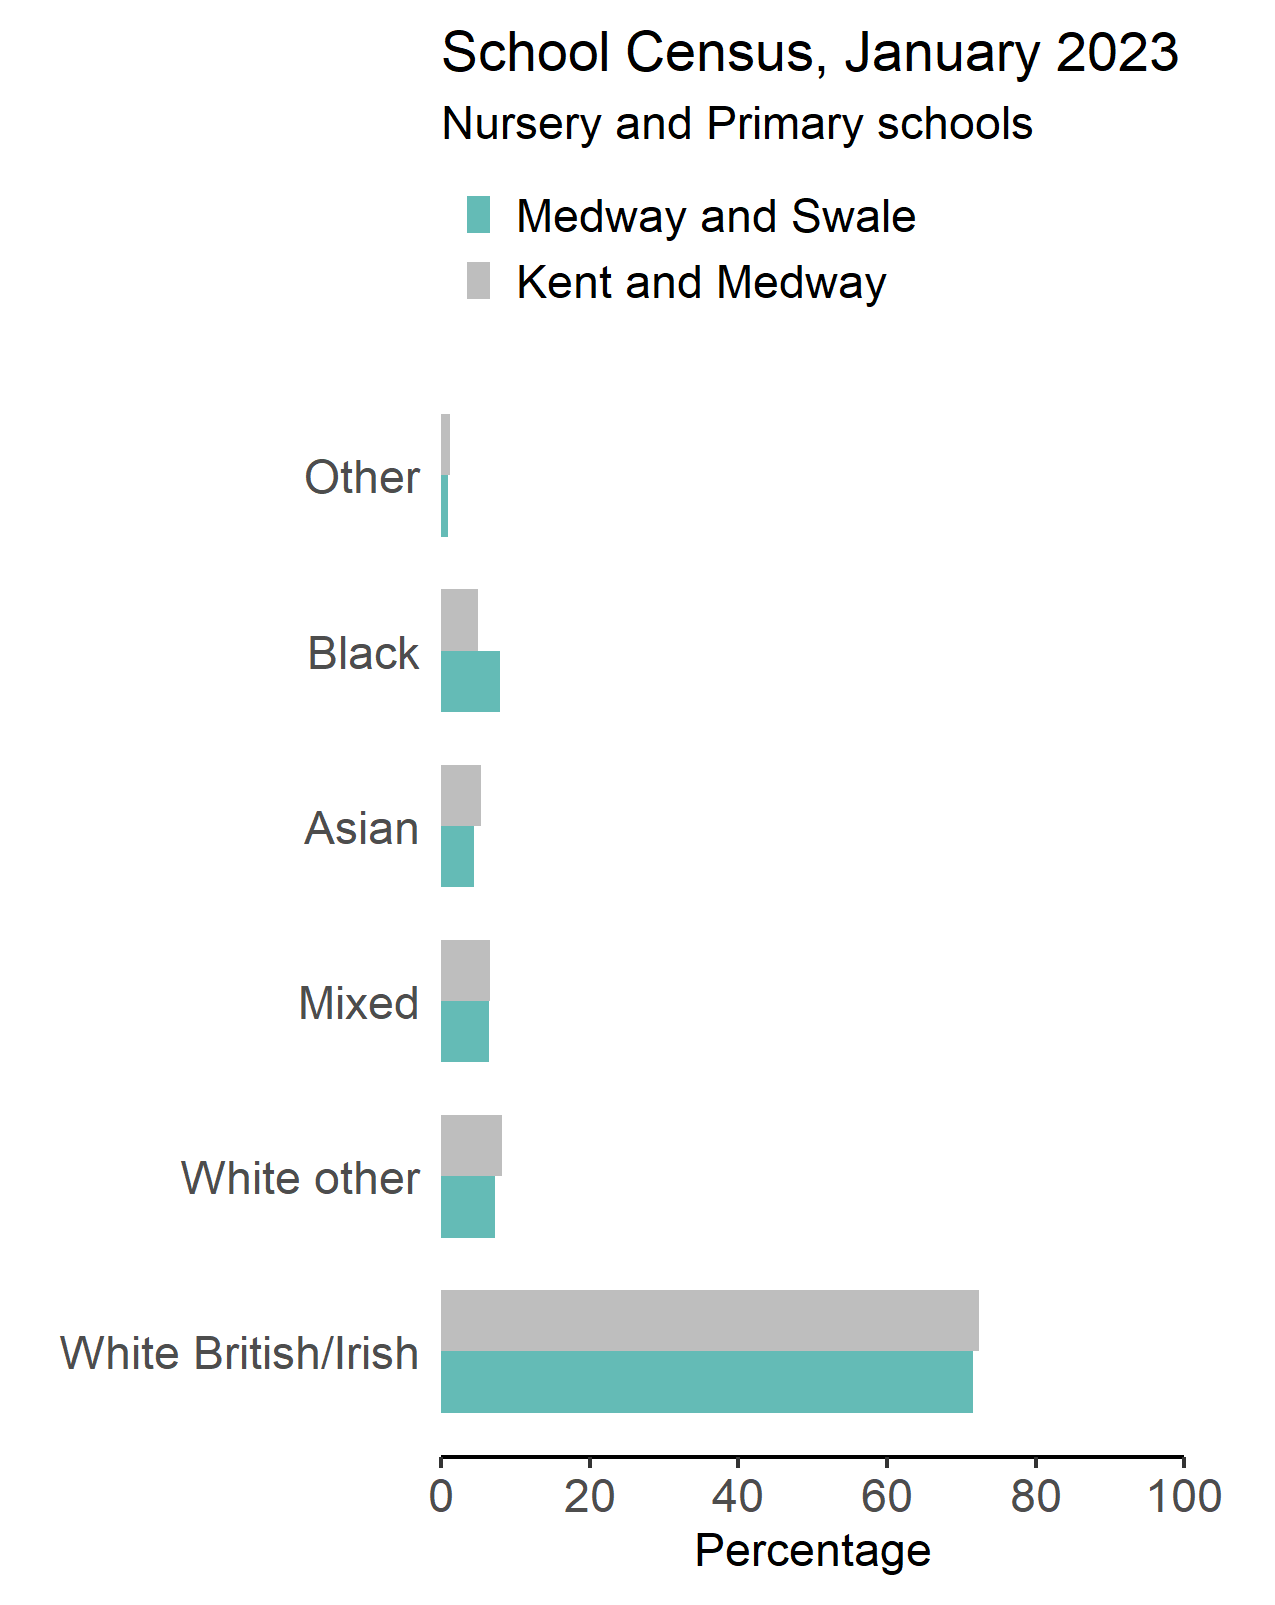 School Census, January 2023
Nursery and Primary schools
Medway and Swale
Kent and Medway
Other
Black
Asian
Mixed
White other
White British/Irish
0 20 40 60 80 100
Percentage